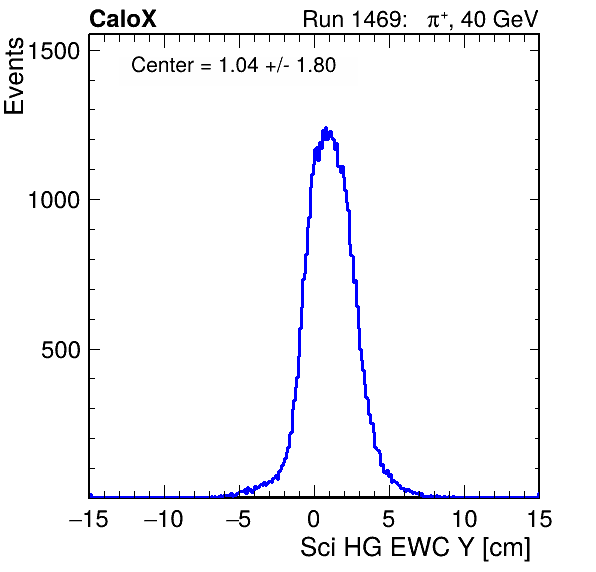 CaloX Run 1469: π⁺, 40 GeV
Center = 1.04 +/- 1.80
Events
1500
1000
500
−15 −10 −5 0 5 10 15
Sci HG EWC Y [cm]